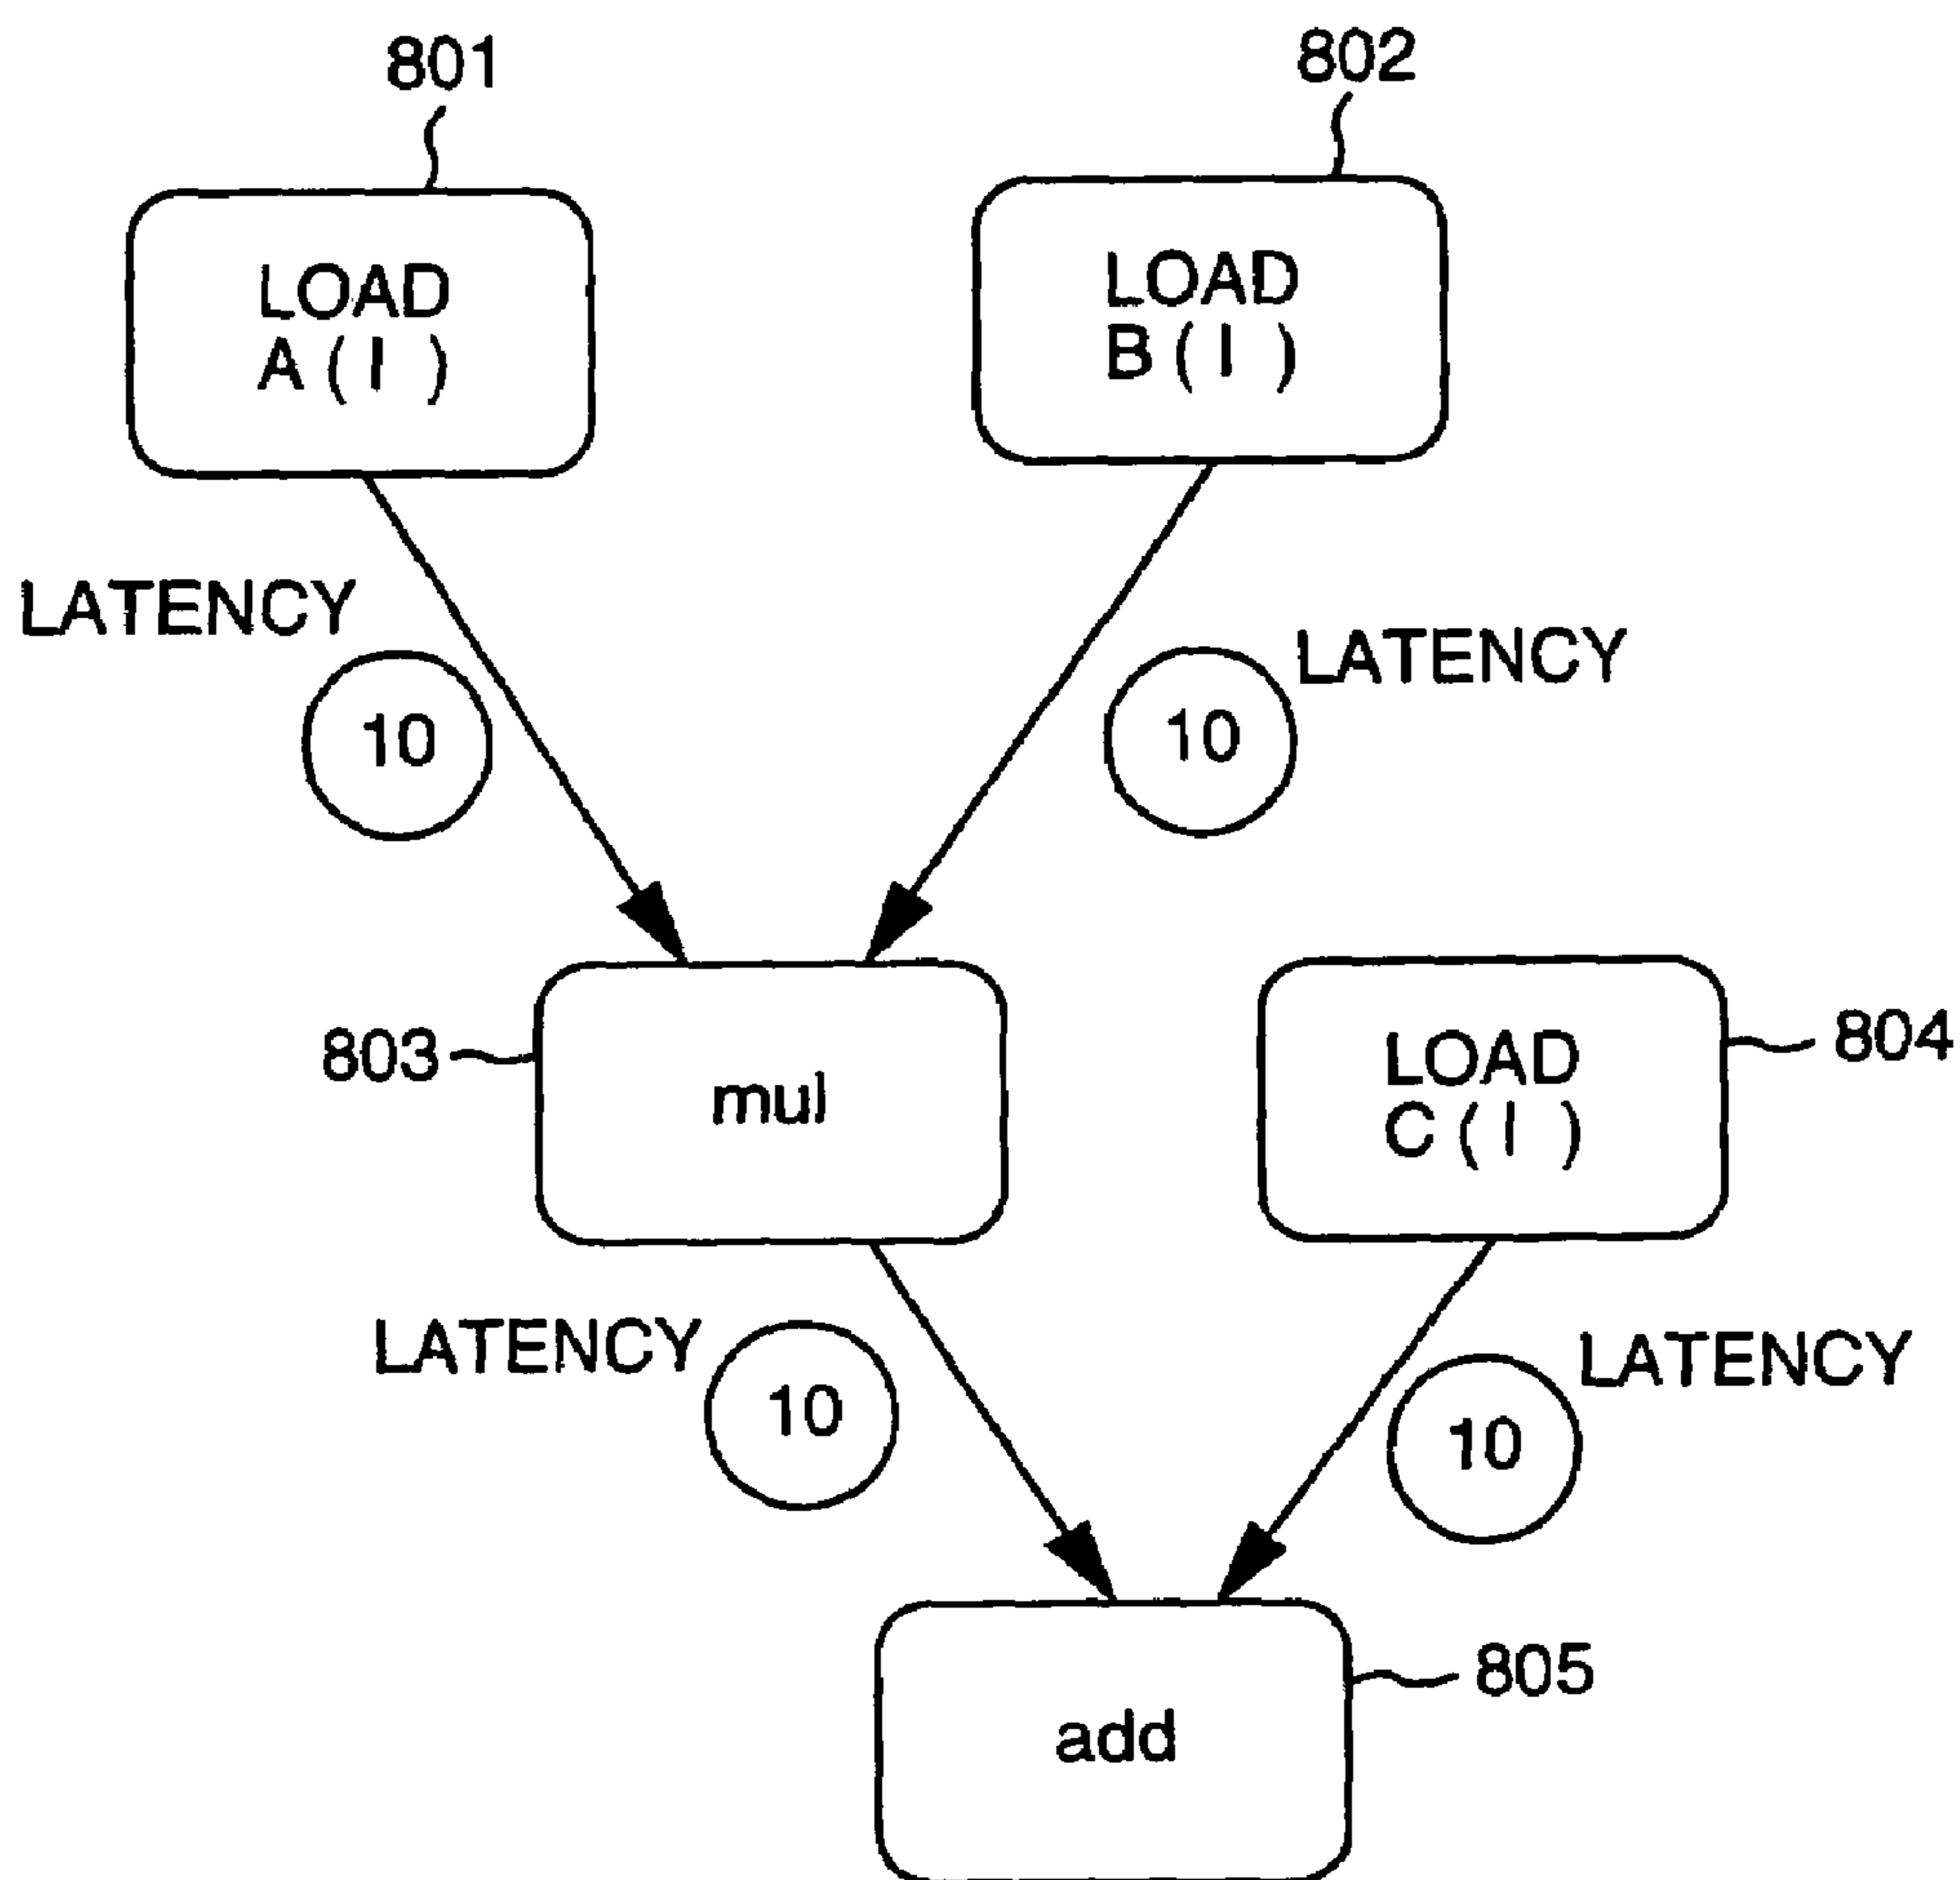 801
802
LOAD
A ( I )
LOAD
B ( I )
LATENCY
10
10
LATENCY
803
mul
LOAD
C ( I )
804
LATENCY
10
10
LATENCY
add
805